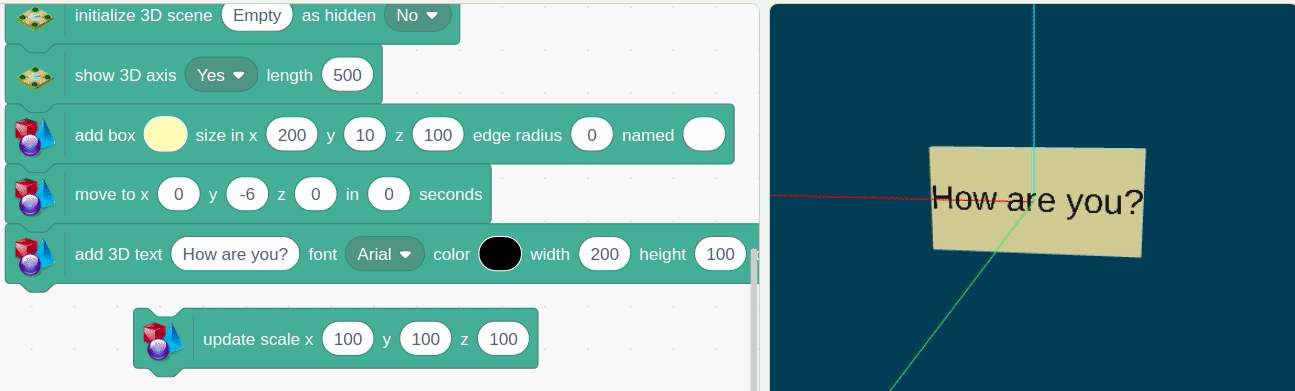 initialize 3D scene Empty as hidden No
show 3D axis Yes length 500
add box size in x 200 y 10 z 100 edge radius 0 named
move to x 0 y -6 z 0 in 0 seconds
add 3D text How are you? font Arial color width 200 height 100
update scale x 100 y 100 z 100
How are you?